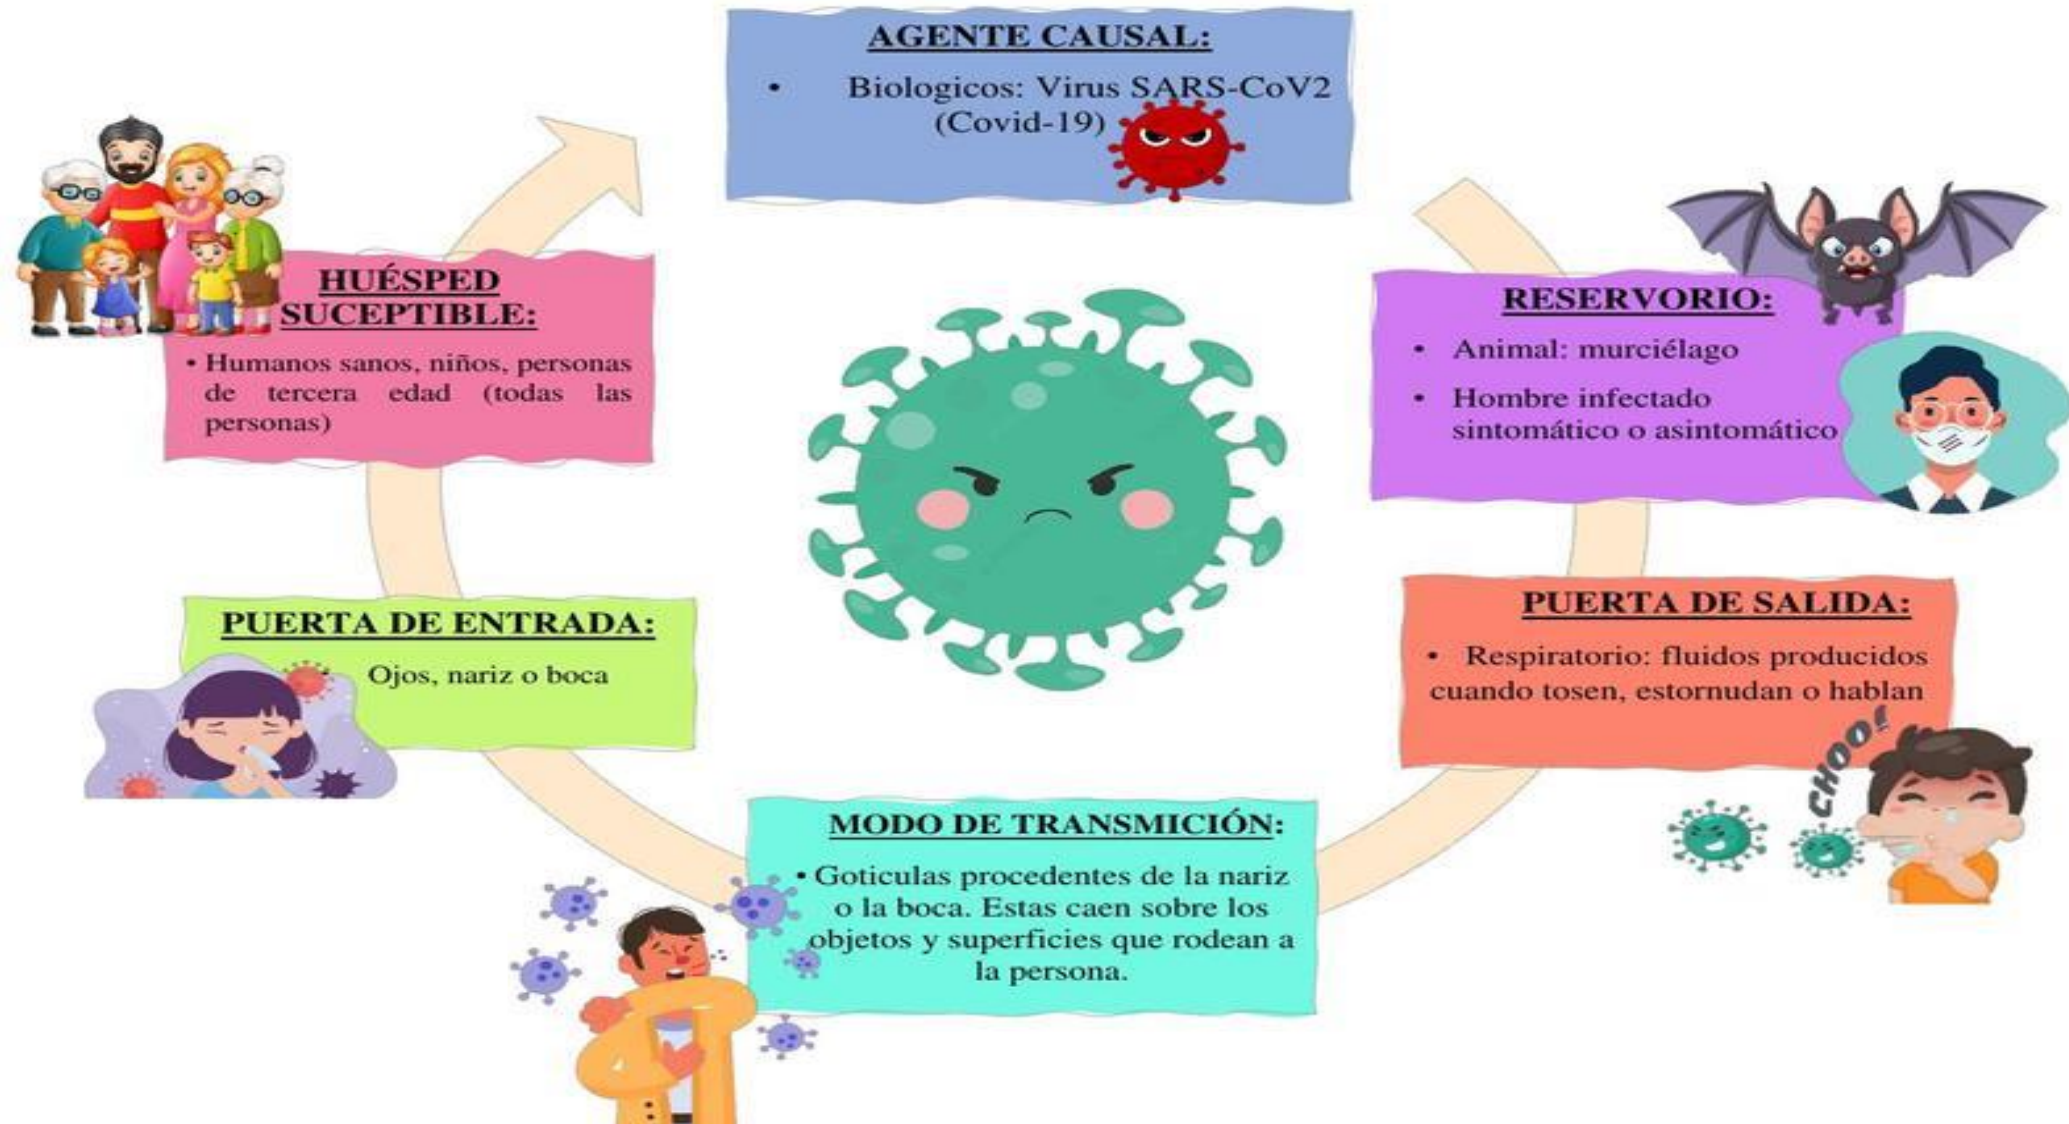 AGENTE CAUSAL:
• Biologicos: Virus SARS-CoV2
(Covid-19)
RESERVORIO:
• Animal: murciélago
• Hombre infectado
sintomático o asintomático
PUERTA DE SALIDA:
• Respiratorio: fluidos producidos
cuando tosen, estornudan o hablan
CHOO!
MODO DE TRANSMICIÓN:
• Goticulas procedentes de la nariz
o la boca. Estas caen sobre los
objetos y superficies que rodean a
la persona.
PUERTA DE ENTRADA:
Ojos, nariz o boca
HUÉSPED
SUCEPTIBLE:
• Humanos sanos, niños, personas
de tercera edad (todas las
personas)